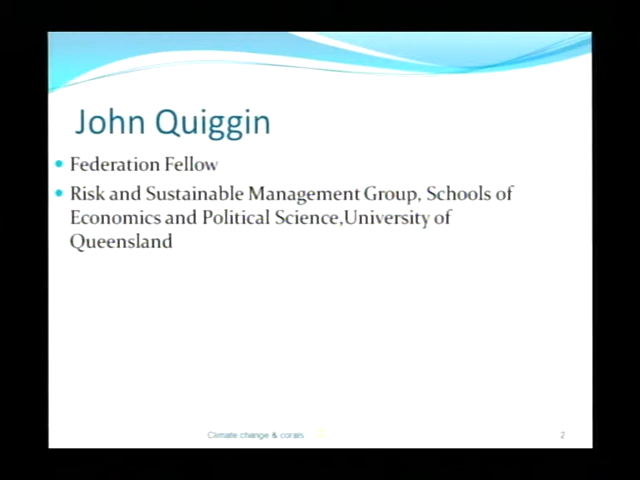 John Quiggin
Federation Fellow
Risk and Sustainable Management Group, Schools of
Economics and Political Science,University of
Queensland
Climate change & corals
2